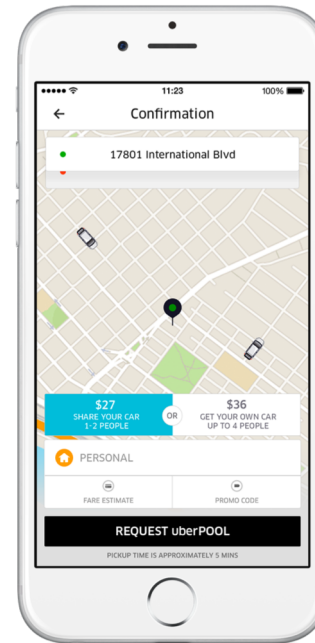 11:23
100%
Confirmation
17801 International Blvd
$27
SHARE YOUR CAR
1-2 PEOPLE
OR
$36
GET YOUR OWN CAR
UP TO 4 PEOPLE
PERSONAL
FARE ESTIMATE
PROMO CODE
REQUEST uberPOOL
PICKUP TIME IS APPROXIMATELY 5 MINS